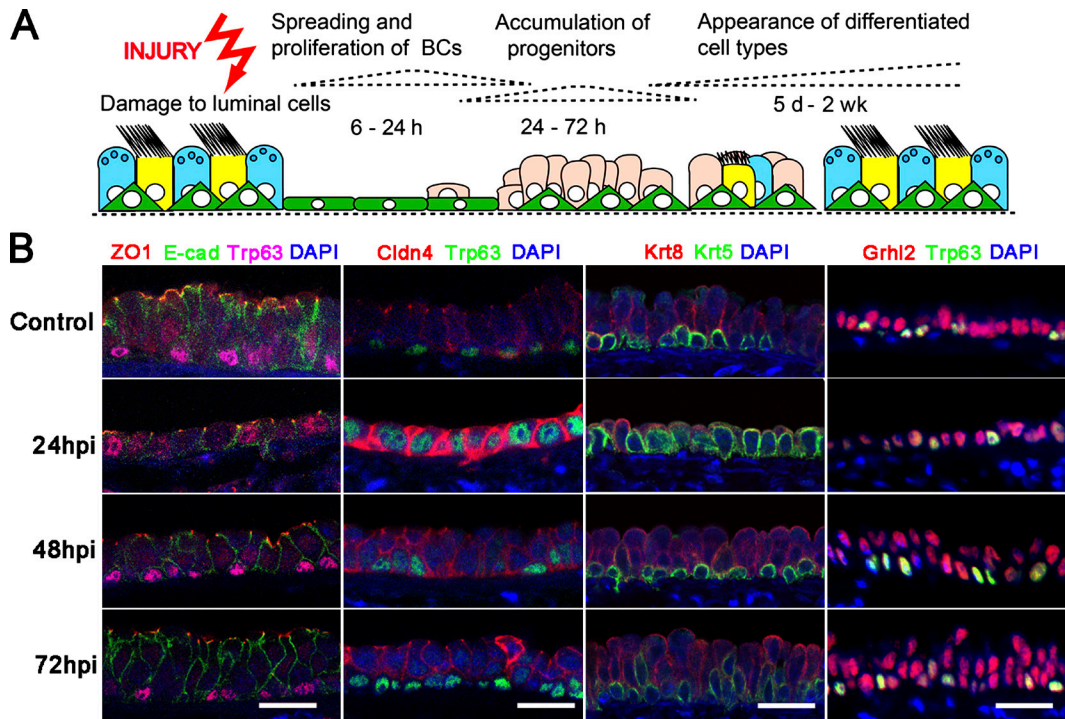 A
INJURY
Spreading and
proliferation of BCs
Accumulation of
progenitors
Appearance of differentiated
cell types
Damage to luminal cells
6 - 24 h
24 - 72 h
5 d - 2 wk
B
ZO1 E-cad Trp63 DAPI
Cldn4 Trp63 DAPI
Krt8 Krt5 DAPI
Grhl2 Trp63 DAPI
Control
24hpi
48hpi
72hpi